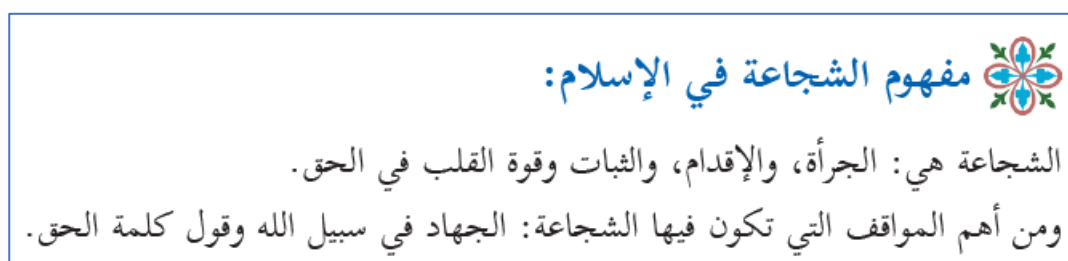 مفهوم الشجاعة في الإسلام:
الشجاعة هي: الجرأة، والإقدام، والثبات وقوة القلب في الحق.
ومن أهم المواقف التي تكون فيها الشجاعة: الجهاد في سبيل الله وقول كلمة الحق.